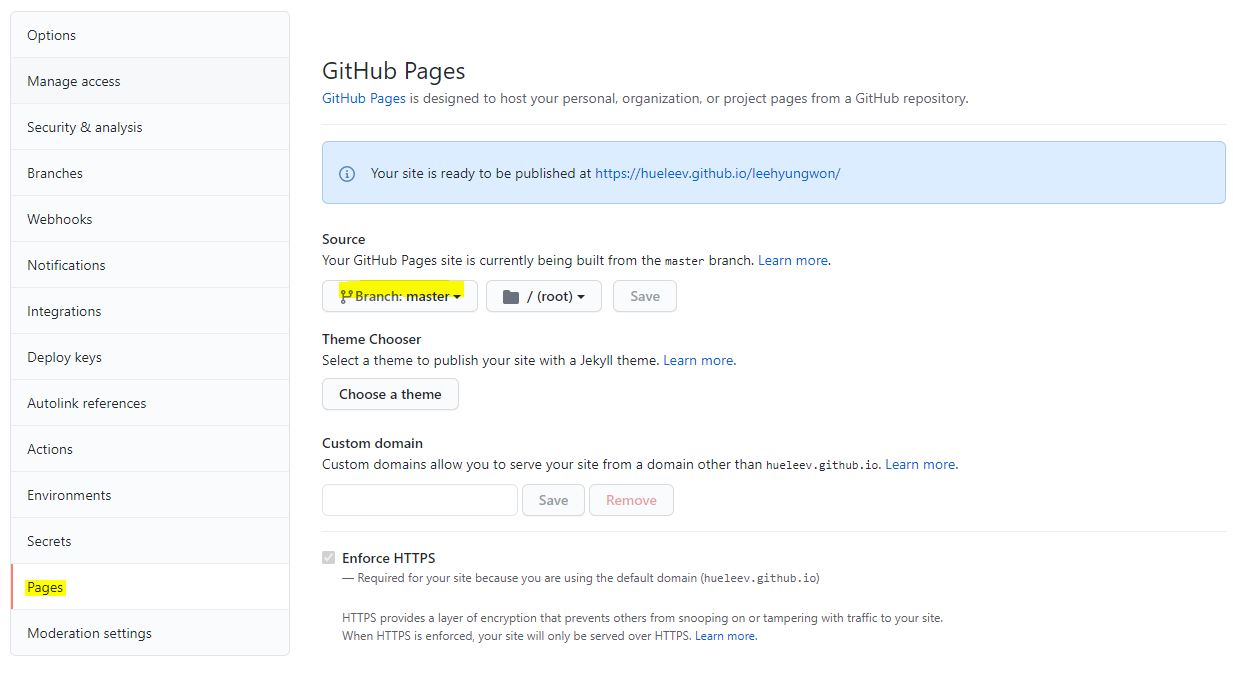 Options
Manage access
Security & analysis
Branches
Webhooks
Notifications
Integrations
Deploy keys
Autolink references
Actions
Environments
Secrets
Pages
Moderation settings
GitHub Pages
GitHub Pages is designed to host your personal, organization, or project pages from a GitHub repository.
Your site is ready to be published at https://hueleev.github.io/leehyungwon/
Source
Your GitHub Pages site is currently being built from the master branch. Learn more.
Branch: master / (root) Save
Theme Chooser
Select a theme to publish your site with a Jekyll theme. Learn more.
Choose a theme
Custom domain
Custom domains allow you to serve your site from a domain other than hueleev.github.io. Learn more.
Save Remove
Enforce HTTPS
— Required for your site because you are using the default domain (hueleev.github.io)
HTTPS provides a layer of encryption that prevents others from snooping on or tampering with traffic to your site.
When HTTPS is enforced, your site will only be served over HTTPS. Learn more.